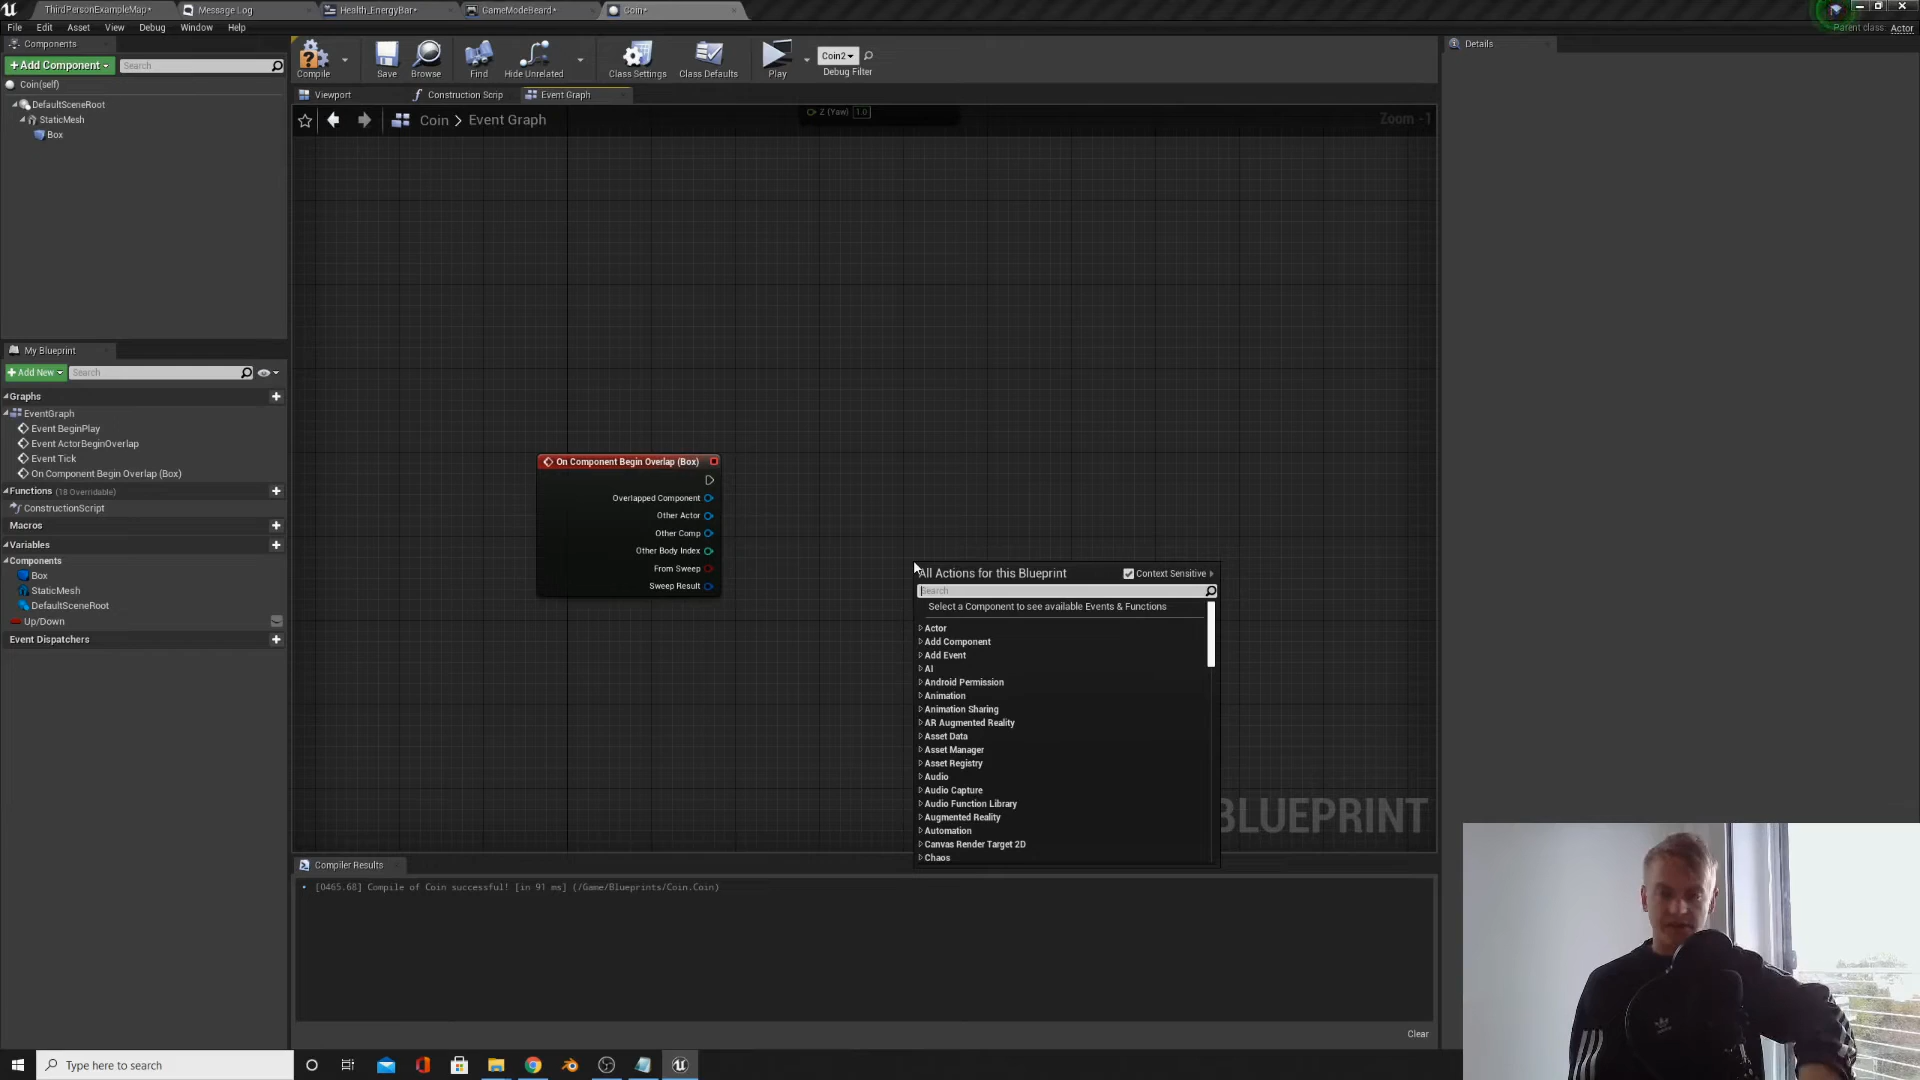 ThirdPersonExampleMap*
Message Log
Health_EnergyBar*
GameModeBeard*
Coin*
File Edit Asset View Debug Window Help
Parent class: Actor
Components
+ Add Component
Search
Coin(self)
DefaultSceneRoot
StaticMesh
Box
Compile
Save
Browse
Find
Hide Unrelated
Class Settings
Class Defaults
Play
Coin2
Debug Filter
Details
Viewport
Construction Scrip
Event Graph
Coin > Event Graph
Z (Yaw) 1.0
Zoom -1
My Blueprint
+ Add New
Search
Graphs
EventGraph
Event BeginPlay
Event ActorBeginOverlap
Event Tick
On Component Begin Overlap (Box)
Functions (18 Overridable)
ConstructionScript
Macros
Variables
Components
Box
StaticMesh
DefaultSceneRoot
Up/Down
Event Dispatchers
On Component Begin Overlap (Box)
Overlapped Component
Other Actor
Other Comp
Other Body Index
From Sweep
Sweep Result
All Actions for this Blueprint
Context Sensitive
Search
Select a Component to see available Events & Functions
Actor
Add Component
Add Event
AI
Android Permission
Animation
Animation Sharing
AR Augmented Reality
Asset Data
Asset Manager
Asset Registry
Audio
Audio Capture
Audio Function Library
Augmented Reality
Automation
Canvas Render Target 2D
Chaos
BLUEPRINT
Compiler Results
[0465.68] Compile of Coin successful! [in 91 ms] (/Game/Blueprints/Coin.Coin)
Clear
Type here to search